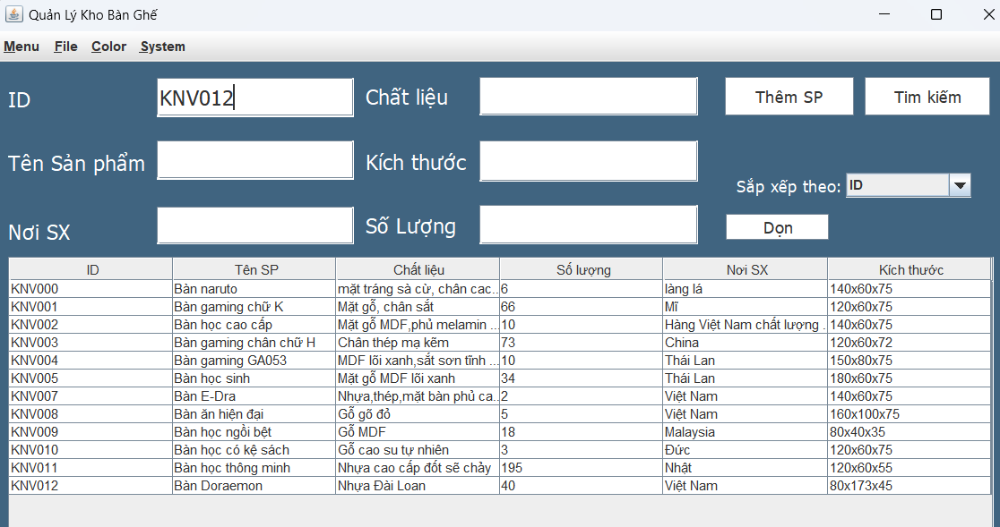 Quản Lý Kho Bàn Ghế
Menu File Color System
ID KNV012 Chất liệu Thêm SP Tìm kiếm
Tên Sản phẩm Kích thước
Sắp xếp theo: ID
Nơi SX Số Lượng Dọn
ID Tên SP Chất liệu Số lượng Nơi SX Kích thước
KNV000 Bàn naruto mặt tráng sà cừ, chân cac... 6 làng lá 140x60x75
KNV001 Bàn gaming chữ K Mặt gỗ, chân sắt 66 Mĩ 120x60x75
KNV002 Bàn học cao cấp Mặt gỗ MDF,phủ melamin ... 10 Hàng Việt Nam chất lượng . 140x60x75
KNV003 Bàn gaming chân chữ H Chân thép mạ kẽm 73 China 120x60x72
KNV004 Bàn gaming GA053 MDF lõi xanh,sắt sơn tĩnh ... 10 Thái Lan 150x80x75
KNV005 Bàn học sinh Mặt gỗ MDF lõi xanh 34 Thái Lan 180x60x75
KNV007 Bàn E-Dra Nhựa,thép,mặt bàn phủ ca... 2 Việt Nam 140x60x75
KNV008 Bàn ăn hiện đại Gỗ gõ đỏ 5 Việt Nam 160x100x75
KNV009 Bàn học ngồi bệt Gỗ MDF 18 Malaysia 80x40x35
KNV010 Bàn học có kệ sách Gỗ cao su tự nhiên 3 Đức 120x60x75
KNV011 Bàn học thông minh Nhựa cao cấp đốt sẽ chảy 195 Nhật 120x60x55
KNV012 Bàn Doraemon Nhựa Đài Loan 40 Việt Nam 80x173x45